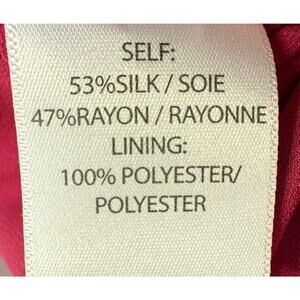 SELF:
53%SILK / SOIE
47%RAYON / RAYONNE
LINING:
100% POLYESTER/
POLYESTER